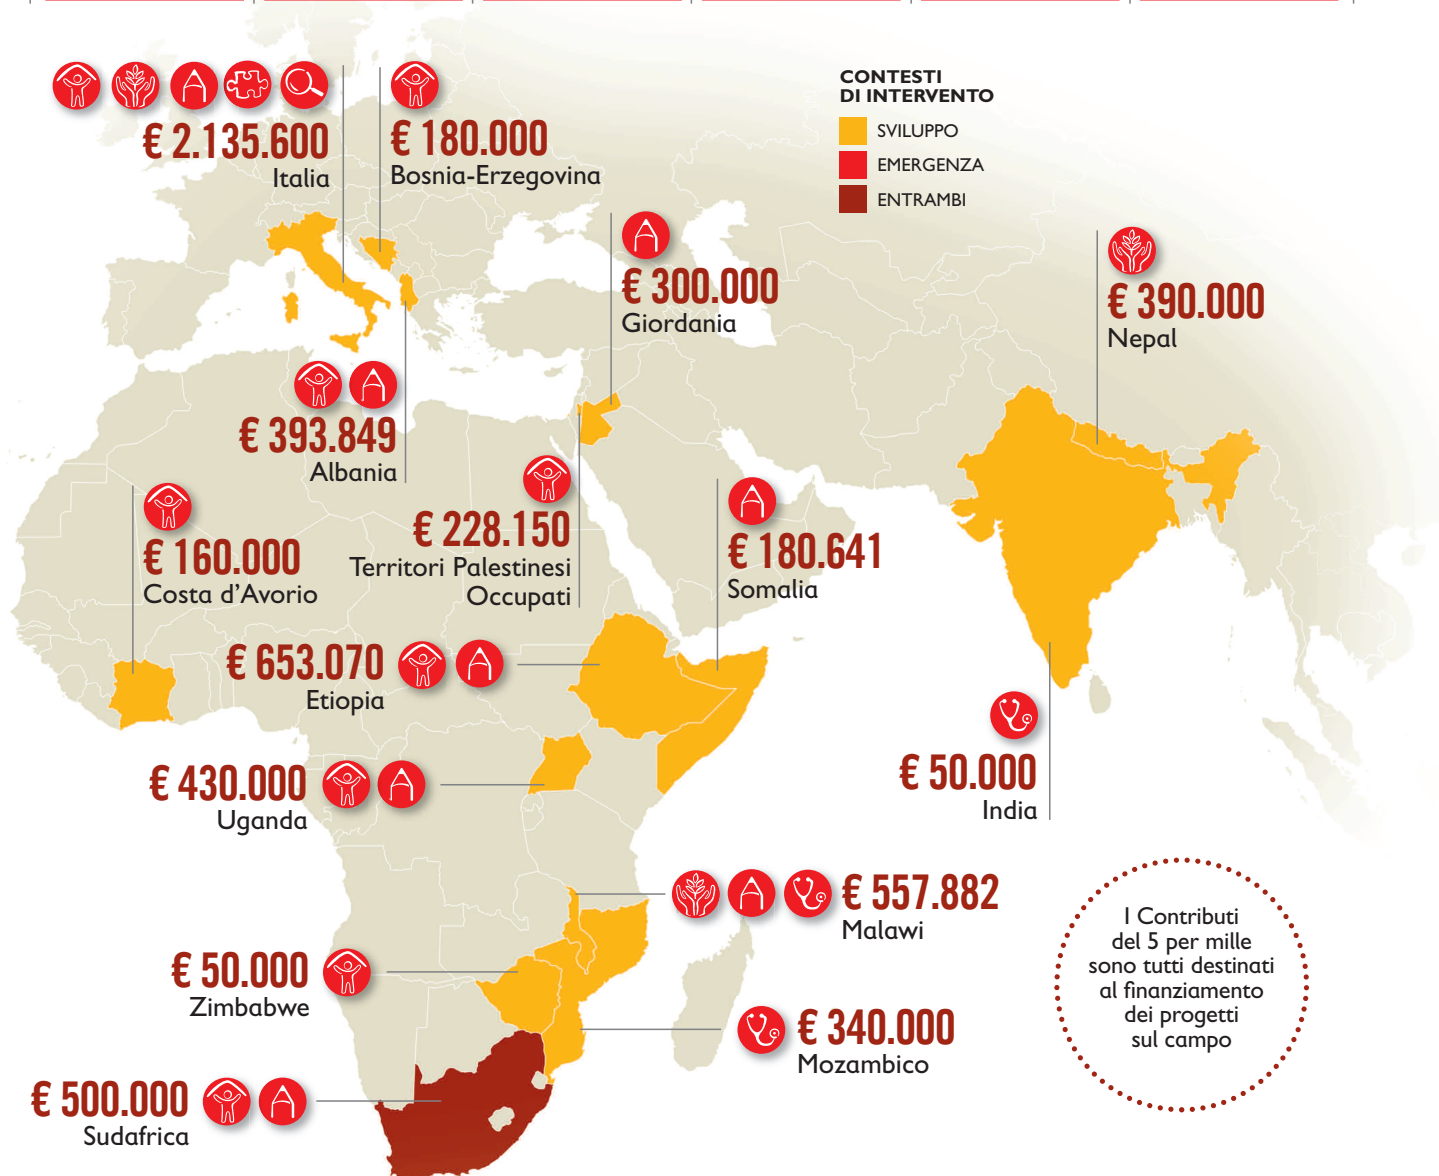 € 2.135.600
Italia
€ 180.000
Bosnia-Erzegovina
CONTESTI
DI INTERVENTO
SVILUPPO
EMERGENZA
ENTRAMBI
€ 300.000
Giordania
€ 390.000
Nepal
€ 393.849
Albania
€ 160.000
Costa d'Avorio
€ 228.150
Territori Palestinesi
Occupati
€ 180.641
Somalia
€ 653.070
Etiopia
€ 430.000
Uganda
€ 50.000
India
€ 557.882
Malawi
€ 50.000
Zimbabwe
€ 340.000
Mozambico
€ 500.000
Sudafrica
I Contributi
del 5 per mille
sono tutti destinati
al finanziamento
dei progetti
sul campo